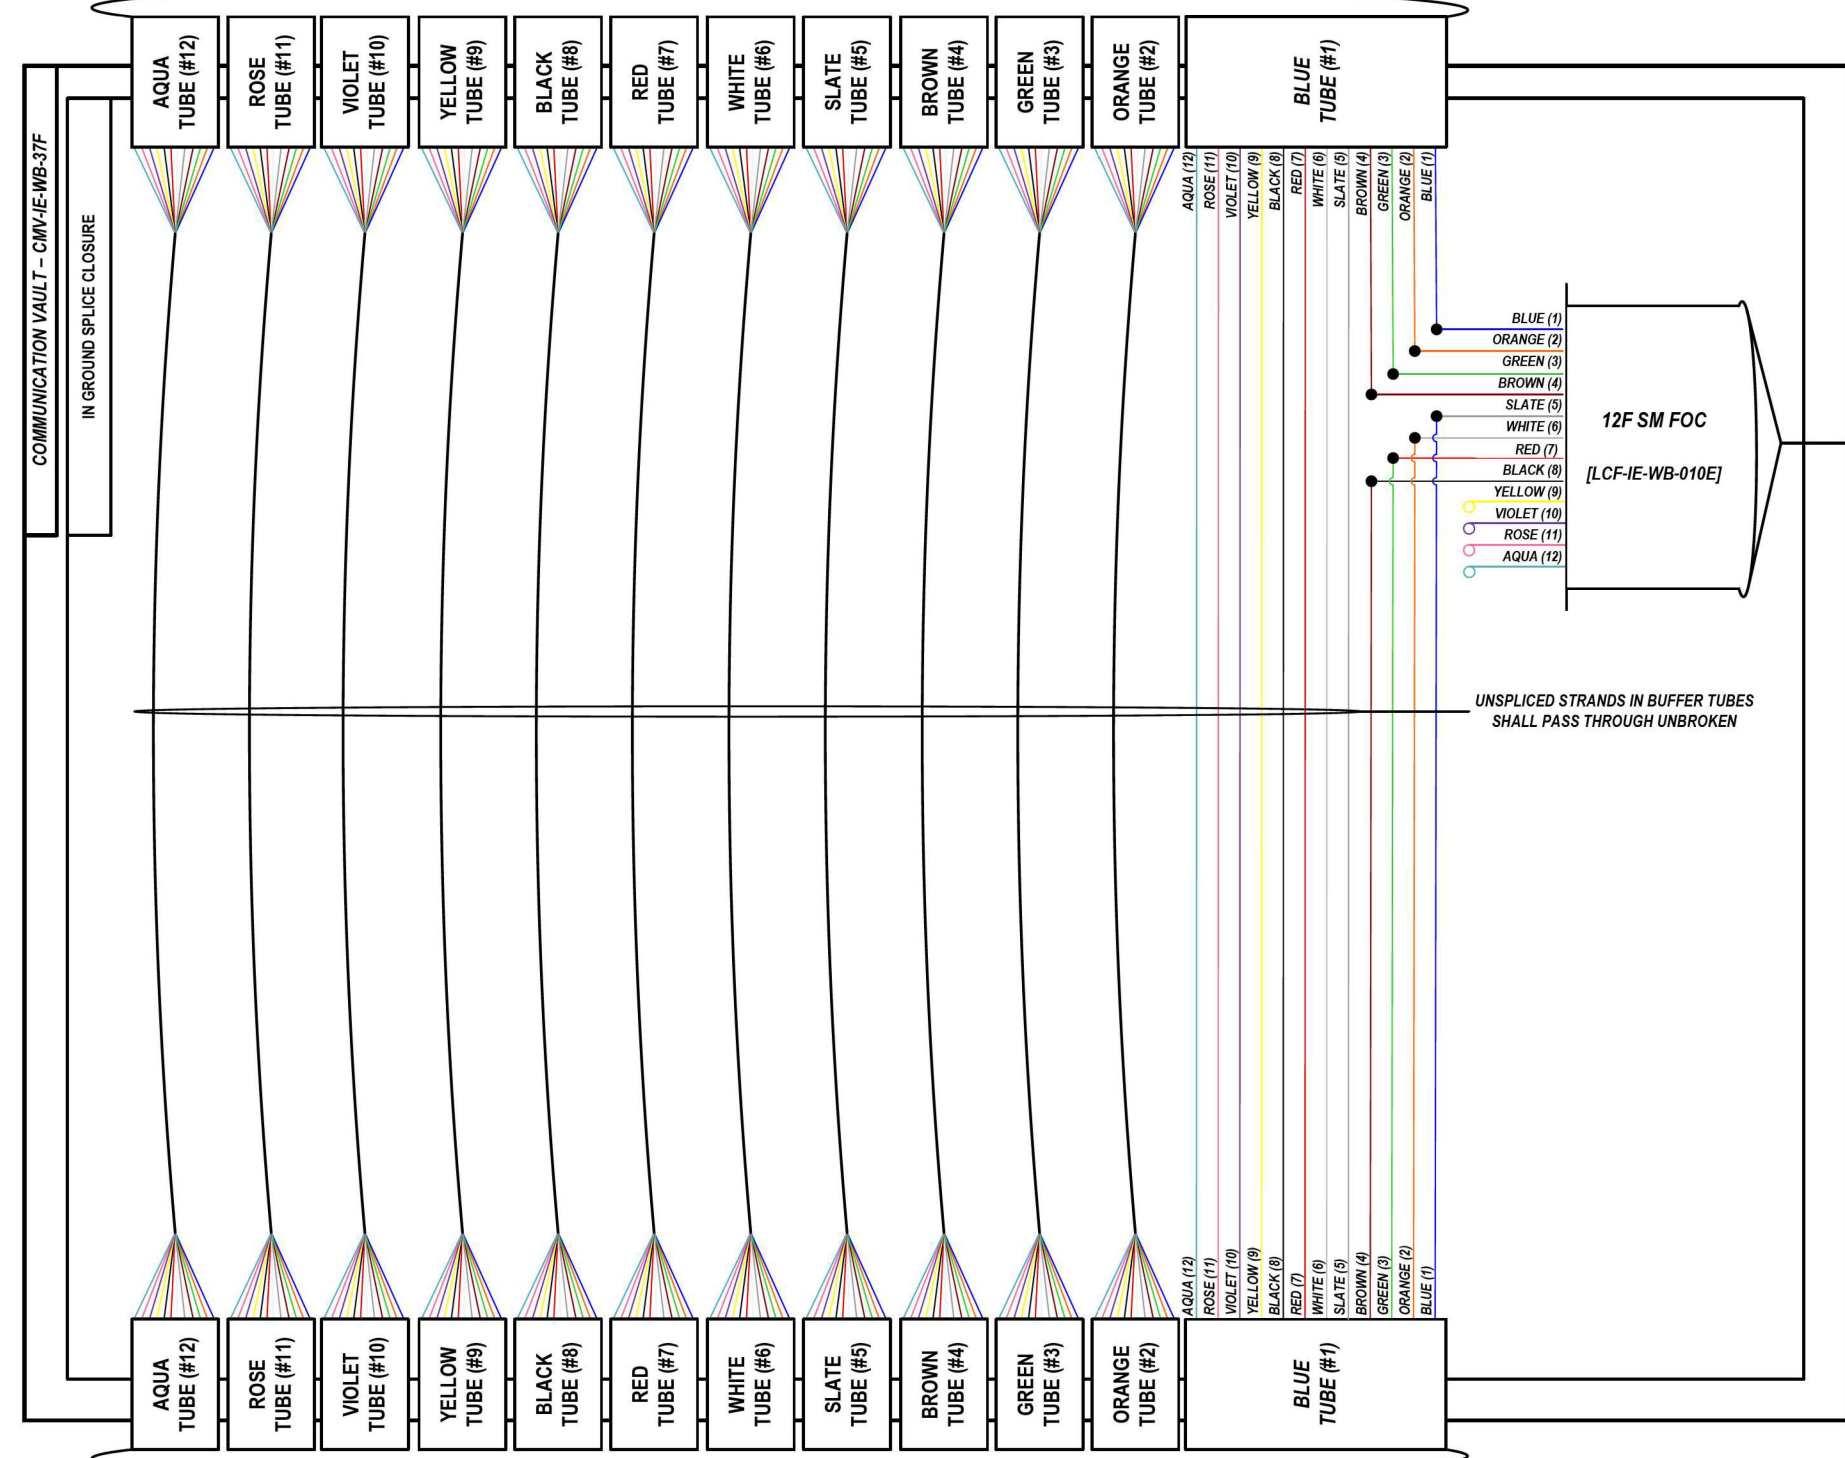 COMMUNICATION VAULT – CMV-IE-WB-37F
IN GROUND SPLICE CLOSURE
AQUA
TUBE (#12)
ROSE
TUBE (#11)
VIOLET
TUBE (#10)
YELLOW
TUBE (#9)
BLACK
TUBE (#8)
RED
TUBE (#7)
WHITE
TUBE (#6)
SLATE
TUBE (#5)
BROWN
TUBE (#4)
GREEN
TUBE (#3)
ORANGE
TUBE (#2)
BLUE
TUBE (#1)
AQUA (12)
ROSE (11)
VIOLET (10)
YELLOW (9)
BLACK (8)
RED (7)
WHITE (6)
SLATE (5)
BROWN (4)
GREEN (3)
ORANGE (2)
BLUE (1)
BLUE (1)
ORANGE (2)
GREEN (3)
BROWN (4)
SLATE (5)
WHITE (6)
RED (7)
BLACK (8)
YELLOW (9)
VIOLET (10)
ROSE (11)
AQUA (12)
12F SM FOC
[LCF-IE-WB-010E]
UNSPLICED STRANDS IN BUFFER TUBES
SHALL PASS THROUGH UNBROKEN
AQUA (12)
ROSE (11)
VIOLET (10)
YELLOW (9)
BLACK (8)
RED (7)
WHITE (6)
SLATE (5)
BROWN (4)
GREEN (3)
ORANGE (2)
BLUE (1)
AQUA
TUBE (#12)
ROSE
TUBE (#11)
VIOLET
TUBE (#10)
YELLOW
TUBE (#9)
BLACK
TUBE (#8)
RED
TUBE (#7)
WHITE
TUBE (#6)
SLATE
TUBE (#5)
BROWN
TUBE (#4)
GREEN
TUBE (#3)
ORANGE
TUBE (#2)
BLUE
TUBE (#1)